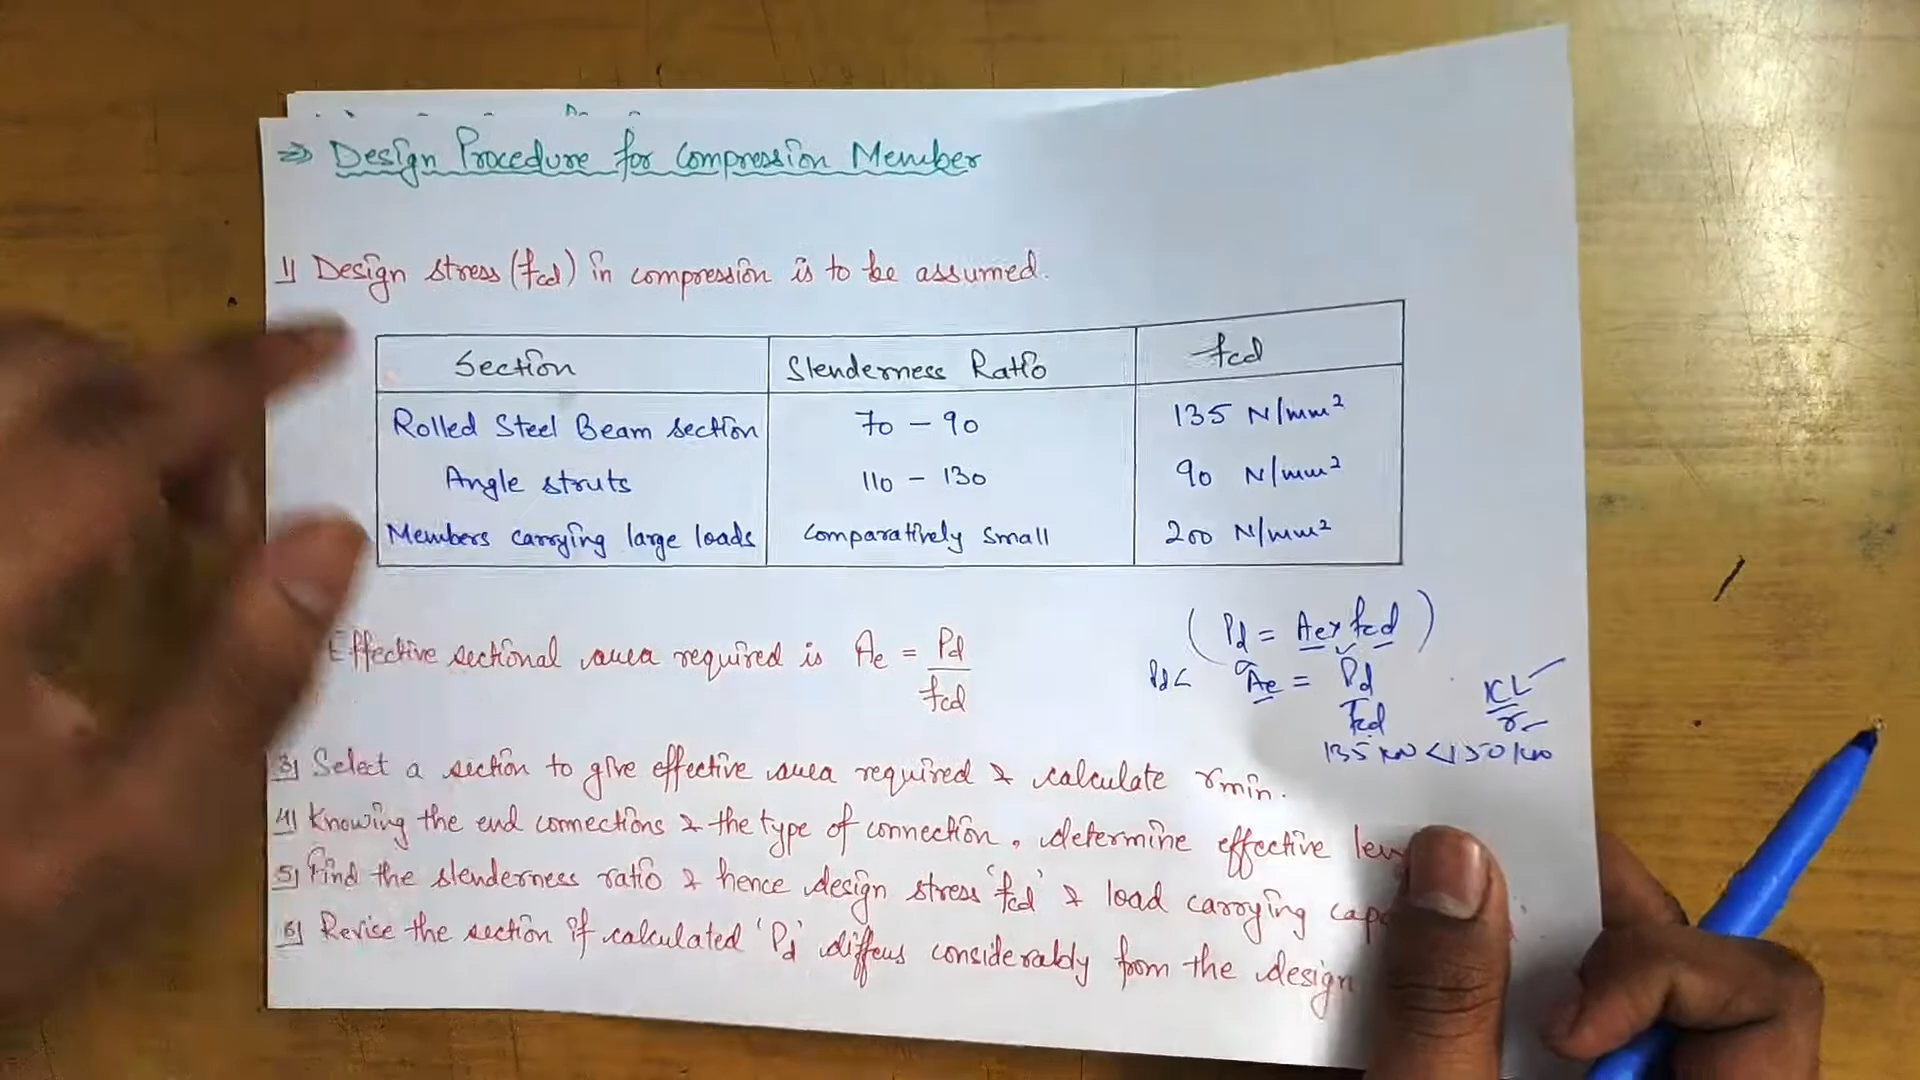 ⇒ Design Procedure for Compression Member
1) Design stress (fcd) in compression is to be assumed.
Section Slenderness Ratio fcd
Rolled Steel Beam section 70 – 90 135 N/mm²
Angle struts 110 – 130 90 N/mm²
Members carrying large loads Comparatively small 200 N/mm²
Effective sectional area required is Ae = Pd / fcd
(Pd = Ae × fcd)
Pd <
Ae = Pd / fcd
KL / r
135 kN < 150 kN
3) Select a section to give effective area required & calculate rmin.
4) Knowing the end connections & the type of connection, determine effective
5) Find the slenderness ratio & hence design stress 'fcd' & load carrying
6) Revise the section if calculated 'Pd' differs considerably from the design